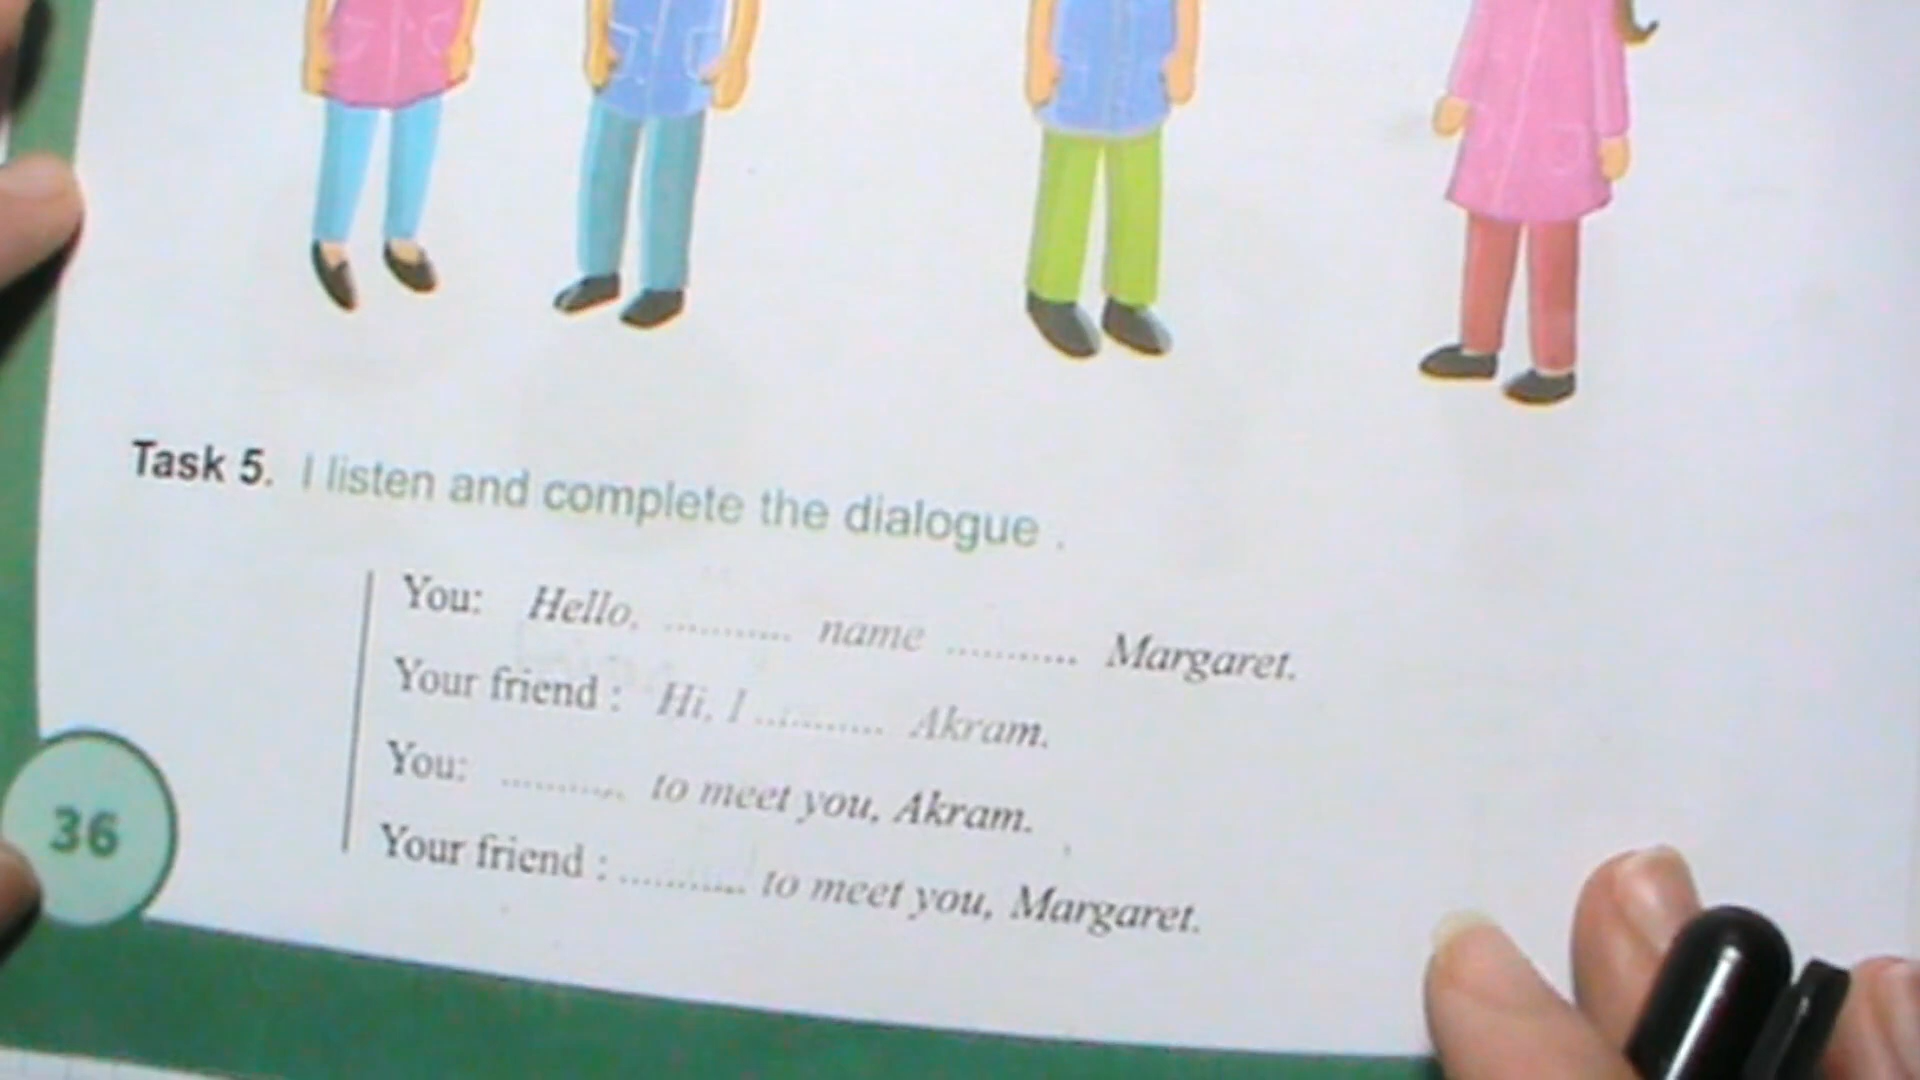 Task 5. I listen and complete the dialogue .
You: Hello, ............ name ............ Margaret.
Your friend : Hi, I ............ Akram.
You: ............ to meet you, Akram.
Your friend : ............ to meet you, Margaret.
36